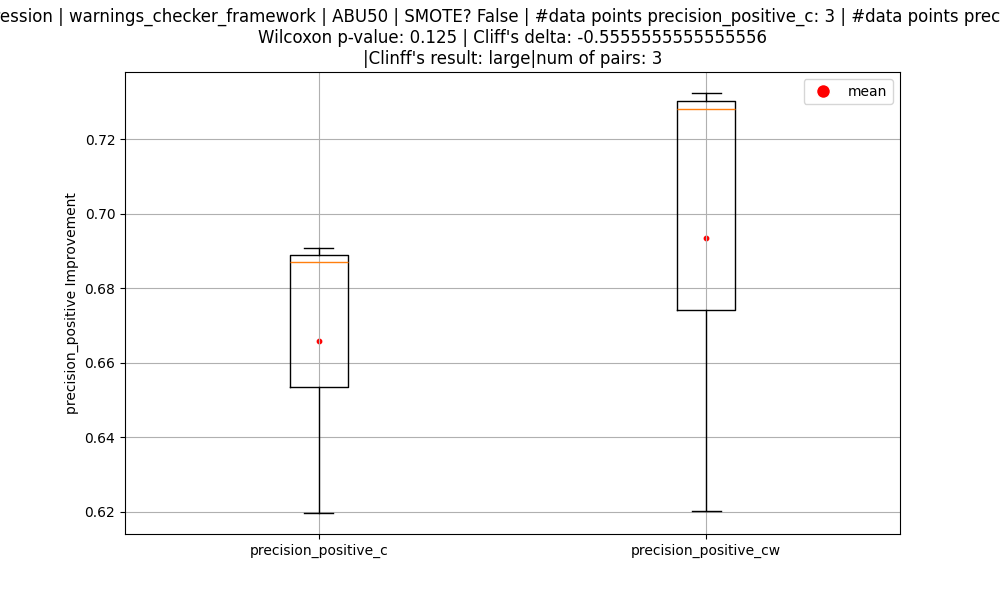 ession | warnings_checker_framework | ABU50 | SMOTE? False | #data points precision_positive_c: 3 | #data points prec
Wilcoxon p-value: 0.125 | Cliff's delta: -0.5555555555555556
|Clinff's result: large|num of pairs: 3
mean
precision_positive Improvement
0.72
0.70
0.68
0.66
0.64
0.62
precision_positive_c
precision_positive_cw